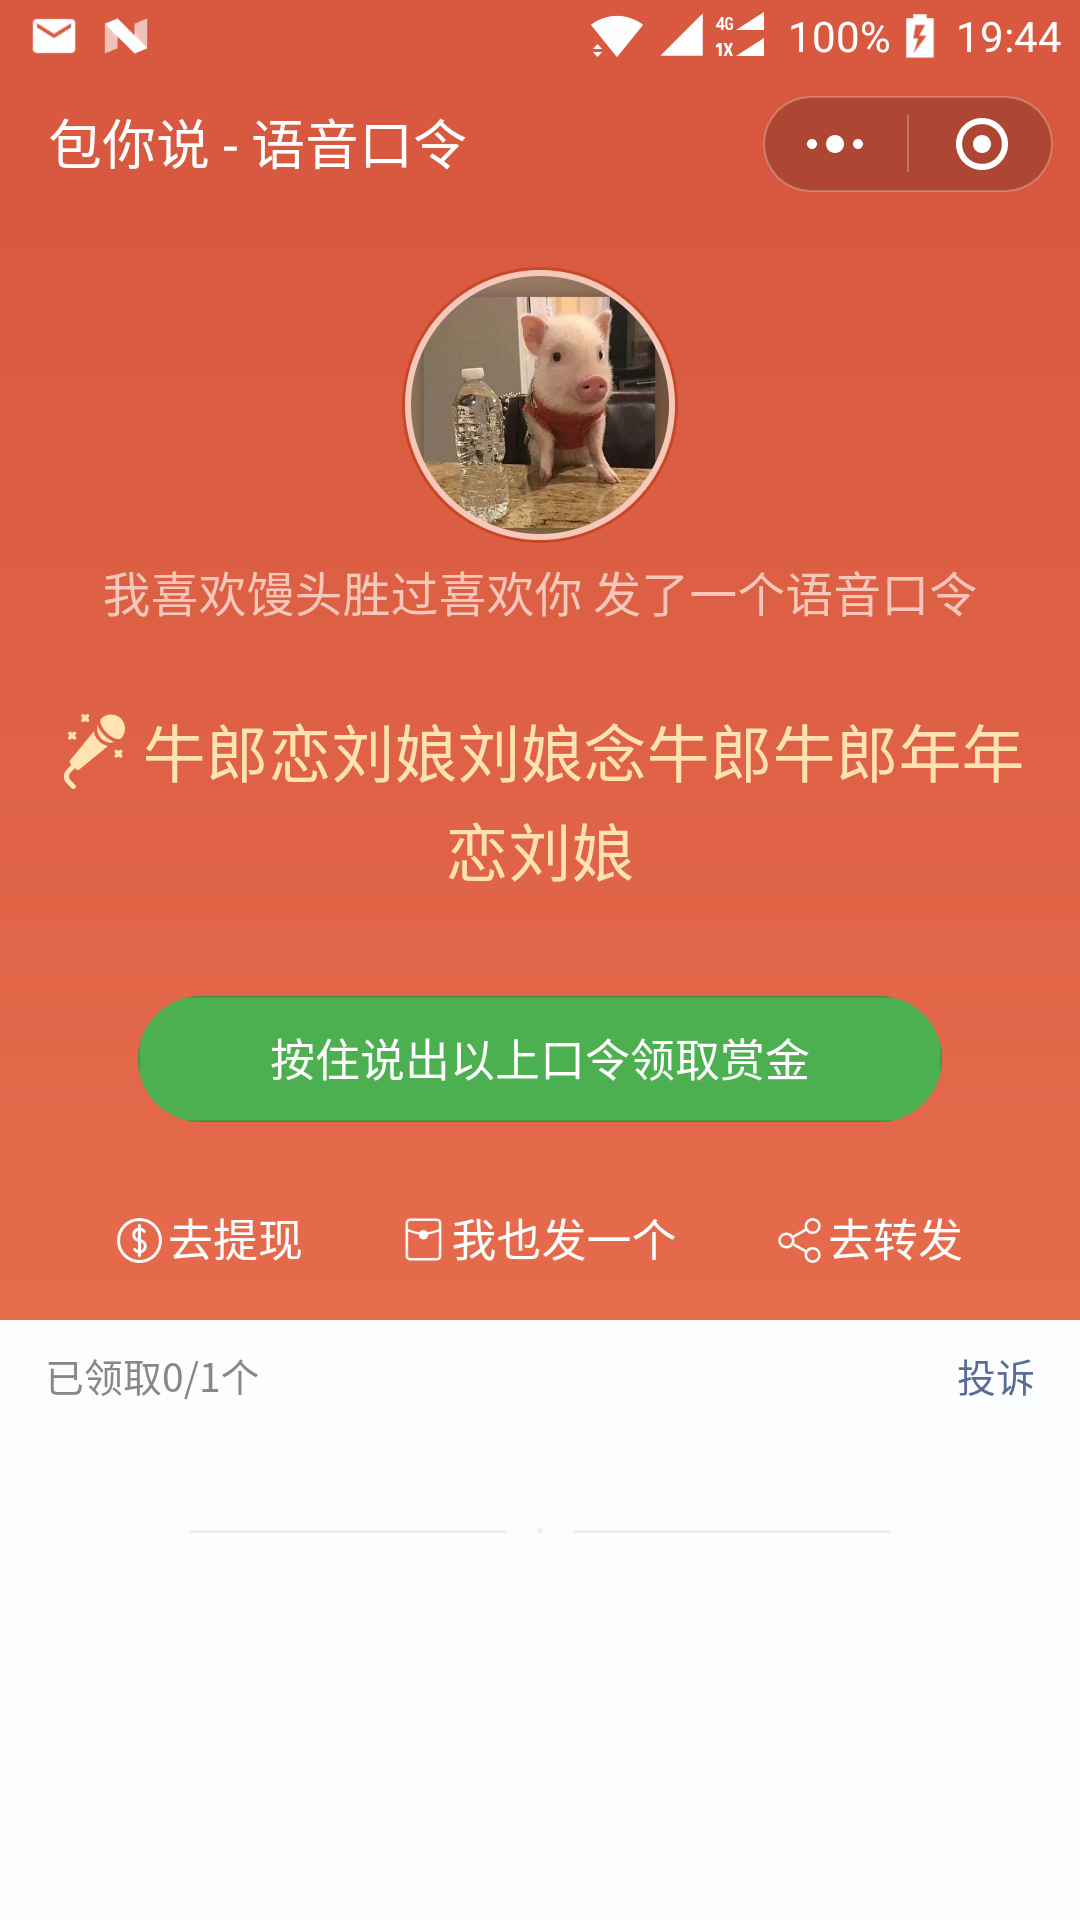 4G
1X
100%
19:44
包你说 - 语音口令
我喜欢馒头胜过喜欢你 发了一个语音口令
牛郎恋刘娘刘娘念牛郎牛郎年年
恋刘娘
按住说出以上口令领取赏金
去提现
我也发一个
去转发
已领取0/1个
投诉